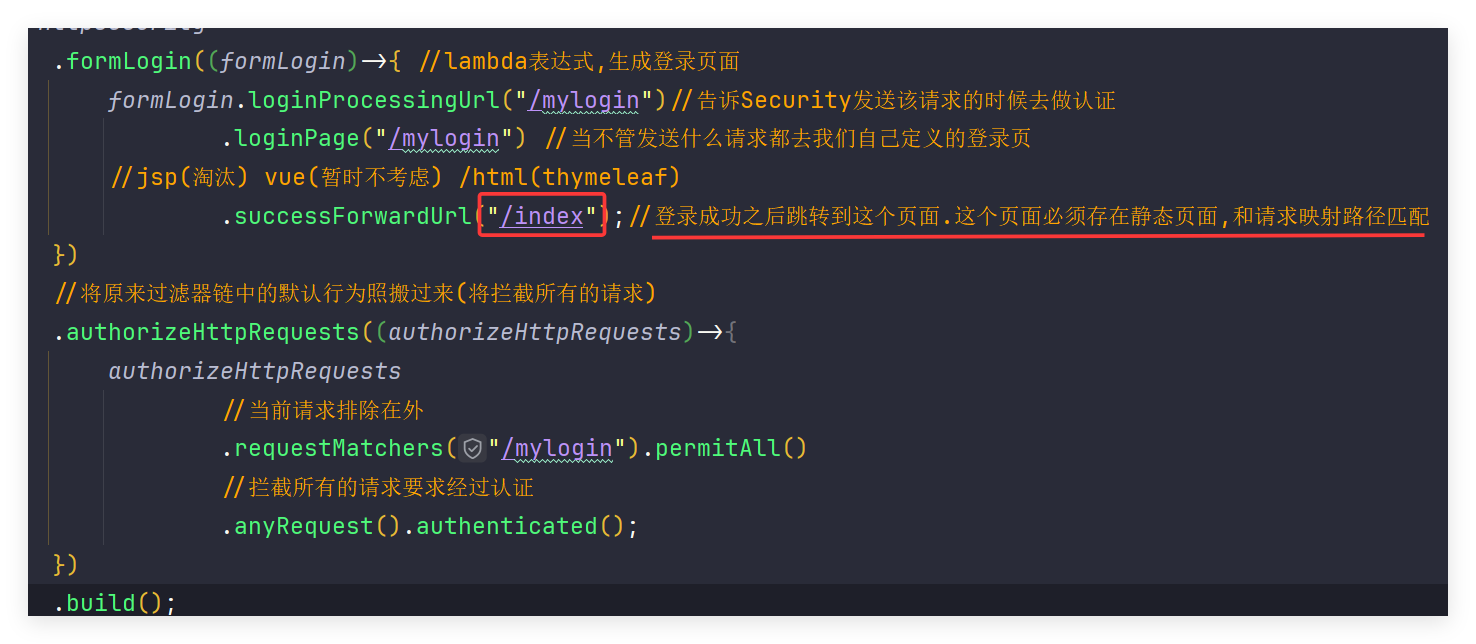 .formLogin((formLogin)->{ //lambda表达式,生成登录页面
formLogin.loginProcessingUrl("/mylogin")//告诉Security发送该请求的时候去做认证
.loginPage("/mylogin") //当不管发送什么请求都去我们自己定义的登录页
//jsp(淘汰) vue(暂时不考虑) /html(thymeleaf)
.successForwardUrl("/index");//登录成功之后跳转到这个页面.这个页面必须存在静态页面,和请求映射路径匹配
})
//将原来过滤器链中的默认行为照搬过来(将拦截所有的请求)
.authorizeHttpRequests((authorizeHttpRequests)->{
authorizeHttpRequests
//当前请求排除在外
.requestMatchers("/mylogin").permitAll()
//拦截所有的请求要求经过认证
.anyRequest().authenticated();
})
.build();